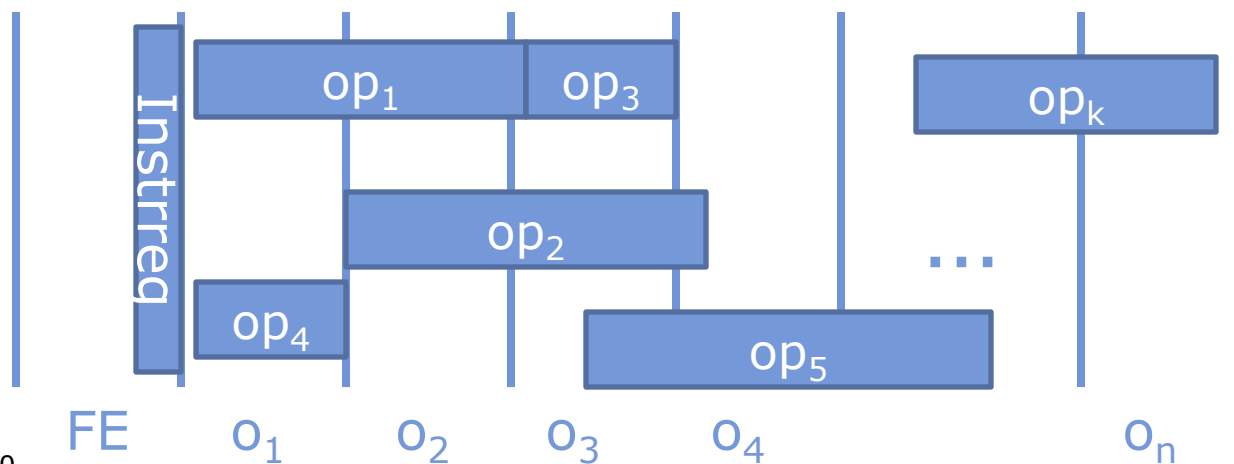 Instrreq
op₁
op₃
opₖ
op₂
...
op₄
op₅
FE
o₁
o₂
o₃
o₄
oₙ